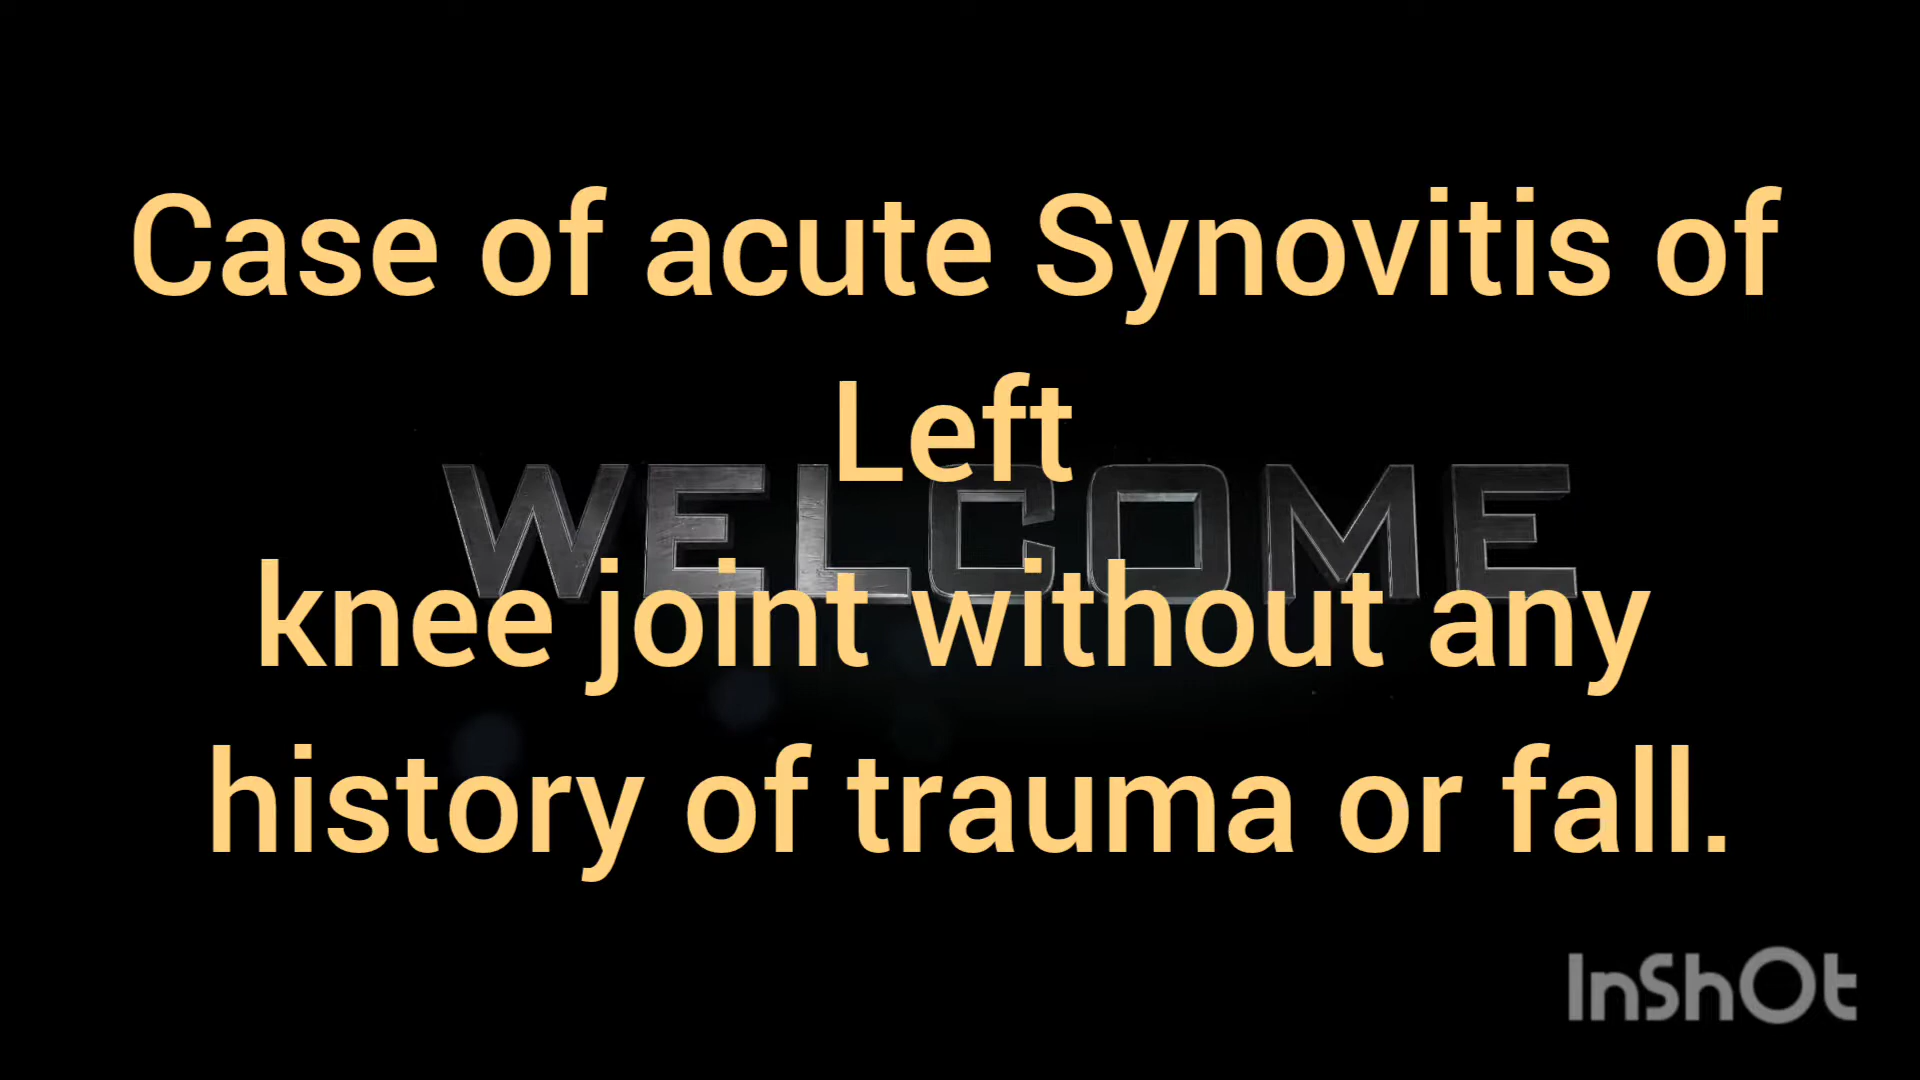 Case of acute Synovitis of
Left
WELCOME
knee joint without any
history of trauma or fall.
InShOt